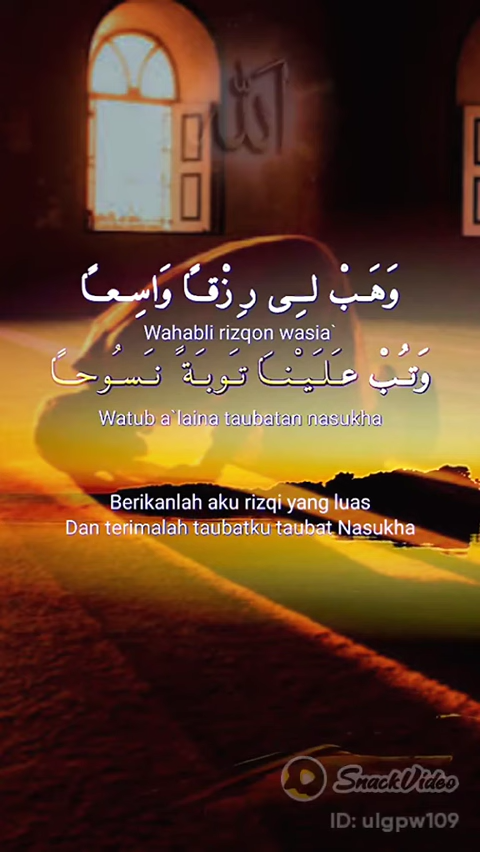 الله
وَهَبْ لِي رِزْقًا وَاسِعًا
Wahabli rizqon wasia`
وَتُبْ عَلَيْنَا تَوبَةً نَسُوحًا
Watub a`laina taubatan nasukha
Berikanlah aku rizqi yang luas
Dan terimalah taubatku taubat Nasukha
SnackVideo
ID: ulgpw109